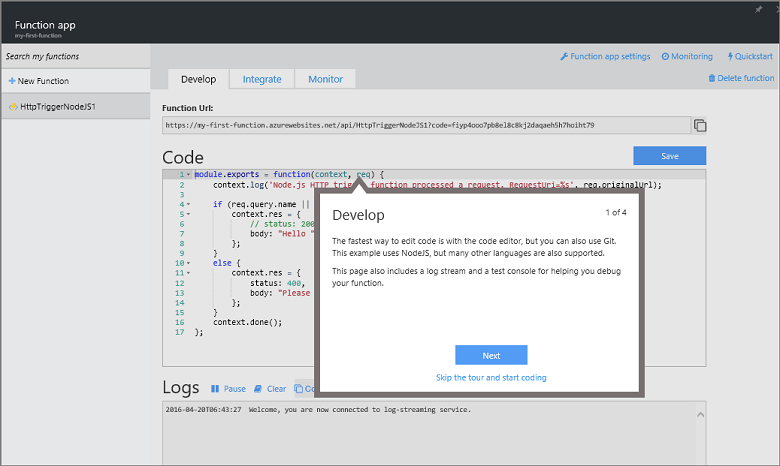 Function app
my-first-function
Search my functions
Function app settings
Monitoring
Quickstart
+ New Function
Develop
Integrate
Monitor
Delete function
HttpTriggerNodeJS1
Function Url:
https://my-first-function.azurewebsites.net/api/HttpTriggerNodeJS1?code=fiyp4ooo7pb8el8c8kj2daqaeh5h7hoiht79
Code
Save
1 module.exports = function(context, req) {
2 context.log('Node.js HTTP trigger function processed a request. RequestUri=%s', req.originalUrl);
3
4 if (req.query.name ||
5 context.res = {
6 // status: 200
7 body: "Hello "
8 };
9 }
10 else {
11 context.res = {
12 status: 400,
13 body: "Please
14 };
15 }
16 context.done();
17 };
Develop
1 of 4
The fastest way to edit code is with the code editor, but you can also use Git.
This example uses NodeJS, but many other languages are also supported.
This page also includes a log stream and a test console for helping you debug
your function.
Next
Skip the tour and start coding
Logs
Pause
Clear
2016-04-20T06:43:27 Welcome, you are now connected to log-streaming service.